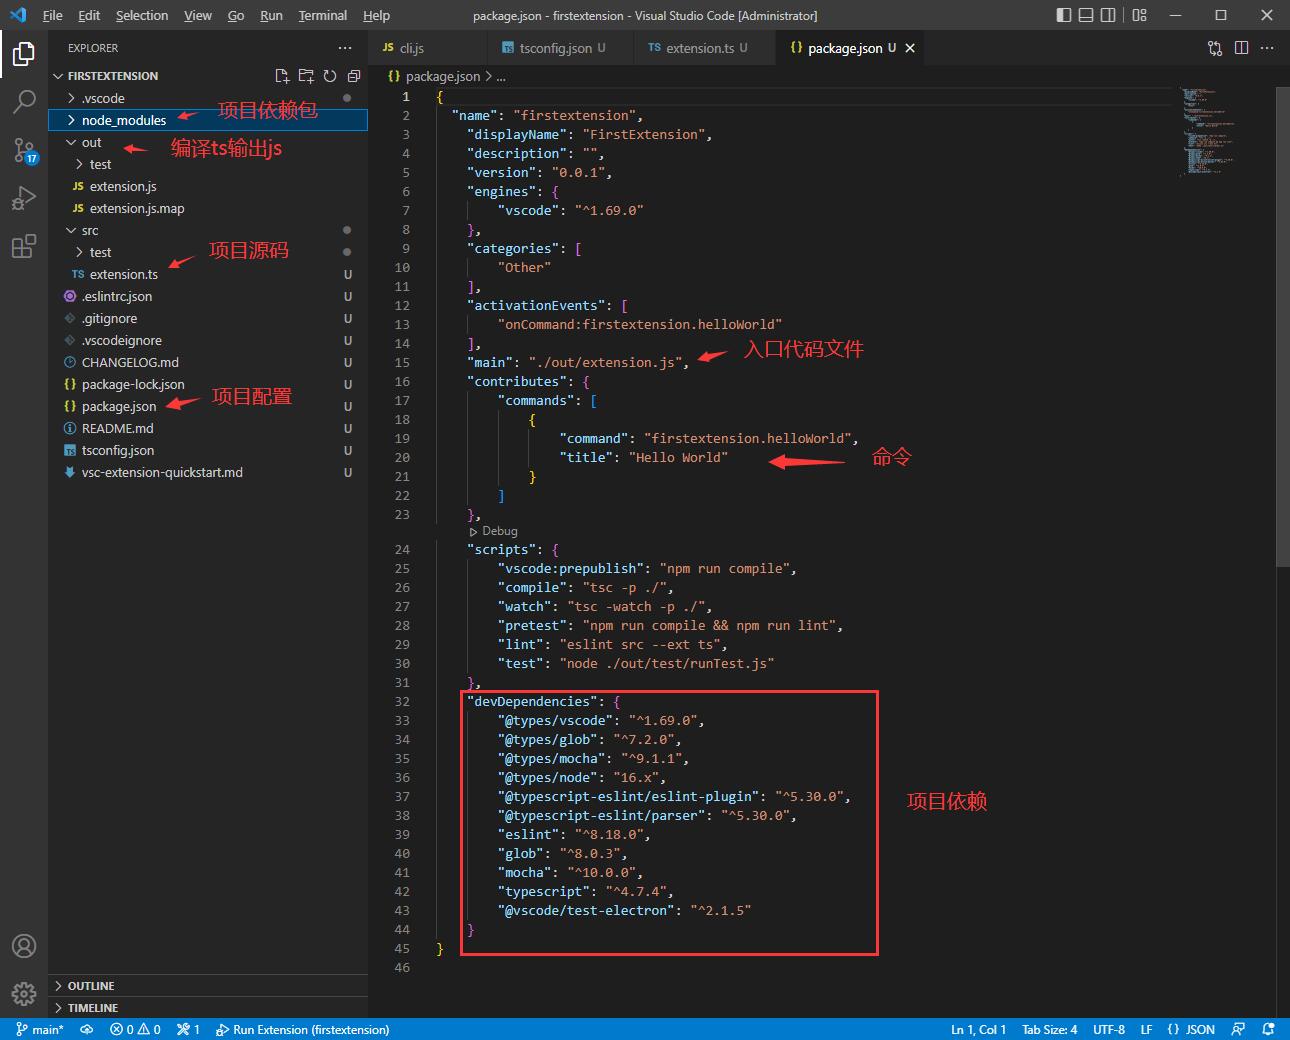 File Edit Selection View Go Run Terminal Help
package.json - firstextension - Visual Studio Code [Administrator]
EXPLORER
FIRSTEXTENSION
.vscode
node_modules
项目依赖包
out
编译ts输出js
test
JS extension.js
JS extension.js.map
src
test
项目源码
TS extension.ts U
.eslintrc.json U
.gitignore U
.vscodeignore U
CHANGELOG.md U
{} package-lock.json U
{} package.json U
项目配置
README.md U
TS tsconfig.json U
vsc-extension-quickstart.md U
OUTLINE
TIMELINE
17
JS cli.js
TS tsconfig.json U
TS extension.ts U
{} package.json U
{} package.json > ...
1 {
2 "name": "firstextension",
3 "displayName": "FirstExtension",
4 "description": "",
5 "version": "0.0.1",
6 "engines": {
7 "vscode": "^1.69.0"
8 },
9 "categories": [
10 "Other"
11 ],
12 "activationEvents": [
13 "onCommand:firstextension.helloWorld"
14 ],
15 "main": "./out/extension.js",
入口代码文件
16 "contributes": {
17 "commands": [
18 {
19 "command": "firstextension.helloWorld",
20 "title": "Hello World"
命令
21 }
22 ]
23 },
Debug
24 "scripts": {
25 "vscode:prepublish": "npm run compile",
26 "compile": "tsc -p ./",
27 "watch": "tsc -watch -p ./",
28 "pretest": "npm run compile && npm run lint",
29 "lint": "eslint src --ext ts",
30 "test": "node ./out/test/runTest.js"
31 },
32 "devDependencies": {
33 "@types/vscode": "^1.69.0",
34 "@types/glob": "^7.2.0",
35 "@types/mocha": "^9.1.1",
36 "@types/node": "16.x",
37 "@typescript-eslint/eslint-plugin": "^5.30.0",
38 "@typescript-eslint/parser": "^5.30.0",
项目依赖
39 "eslint": "^8.18.0",
40 "glob": "^8.0.3",
41 "mocha": "^10.0.0",
42 "typescript": "^4.7.4",
43 "@vscode/test-electron": "^2.1.5"
44 }
45 }
46
main* 0 0 1 Run Extension (firstextension)
Ln 1, Col 1 Tab Size: 4 UTF-8 LF {} JSON